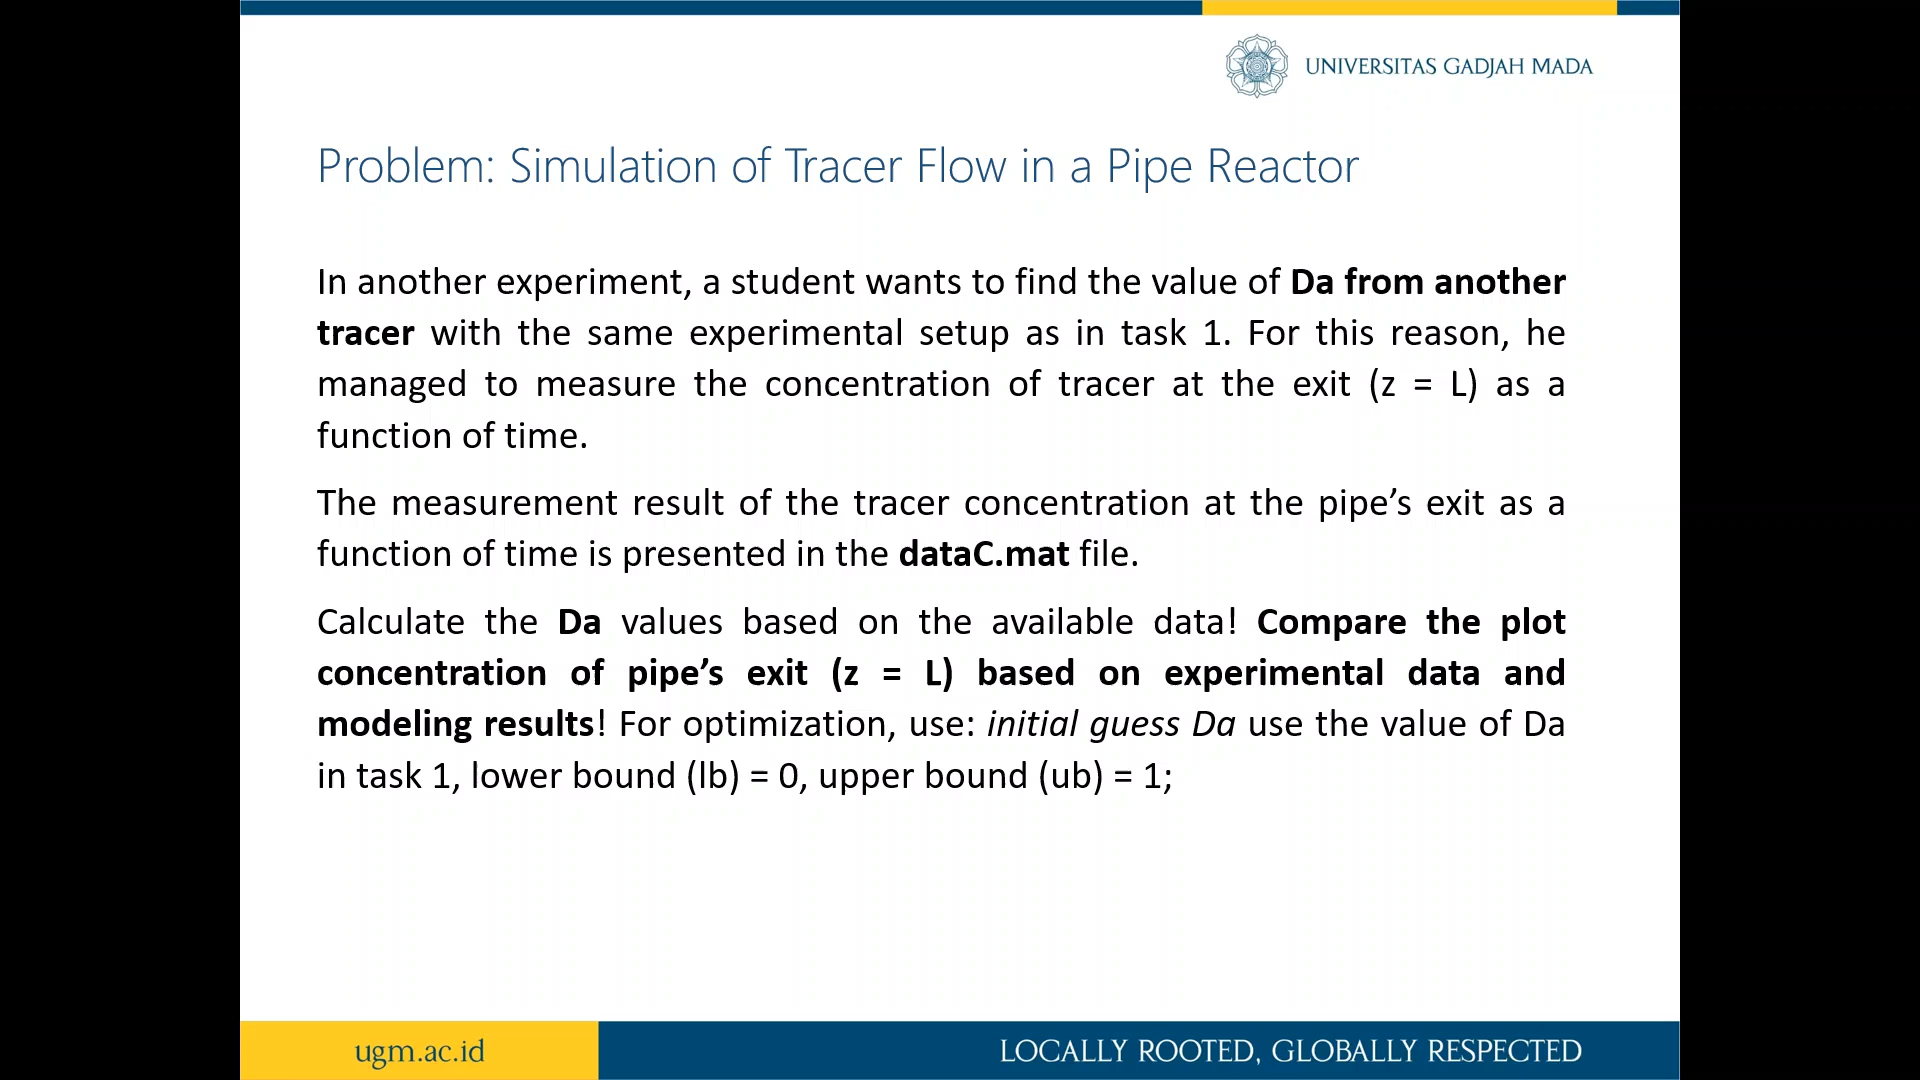 UNIVERSITAS GADJAH MADA
Problem: Simulation of Tracer Flow in a Pipe Reactor
In another experiment, a student wants to find the value of Da from another
tracer with the same experimental setup as in task 1. For this reason, he
managed to measure the concentration of tracer at the exit (z = L) as a
function of time.
The measurement result of the tracer concentration at the pipe’s exit as a
function of time is presented in the dataC.mat file.
Calculate the Da values based on the available data! Compare the plot
concentration of pipe’s exit (z = L) based on experimental data and
modeling results! For optimization, use: initial guess Da use the value of Da
in task 1, lower bound (lb) = 0, upper bound (ub) = 1;
ugm.ac.id
LOCALLY ROOTED, GLOBALLY RESPECTED